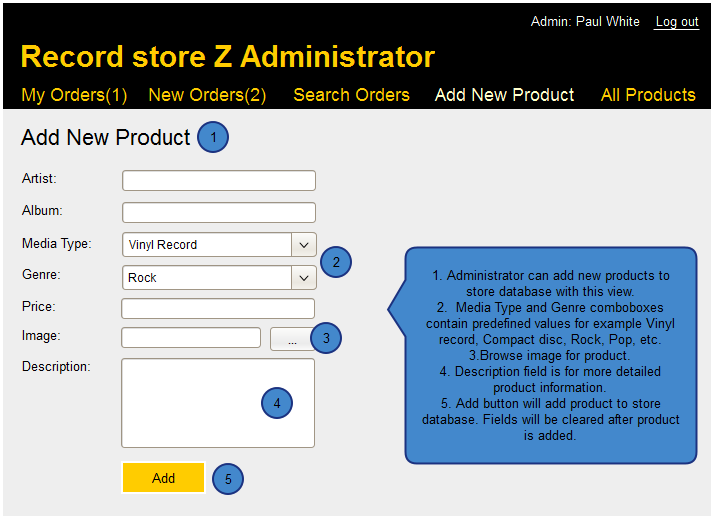 Admin: Paul White Log out
Record store Z Administrator
My Orders(1) New Orders(2) Search Orders Add New Product All Products
Add New Product 1
Artist:
Album:
Media Type: Vinyl Record
2
Genre: Rock
Price:
Image: ... 3
Description:
4
Add 5
1. Administrator can add new products to
store database with this view.
2. Media Type and Genre comboboxes
contain predefined values for example Vinyl
record, Compact disc, Rock, Pop, etc.
3.Browse image for product.
4. Description field is for more detailed
product information.
5. Add button will add product to store
database. Fields will be cleared after product
is added.